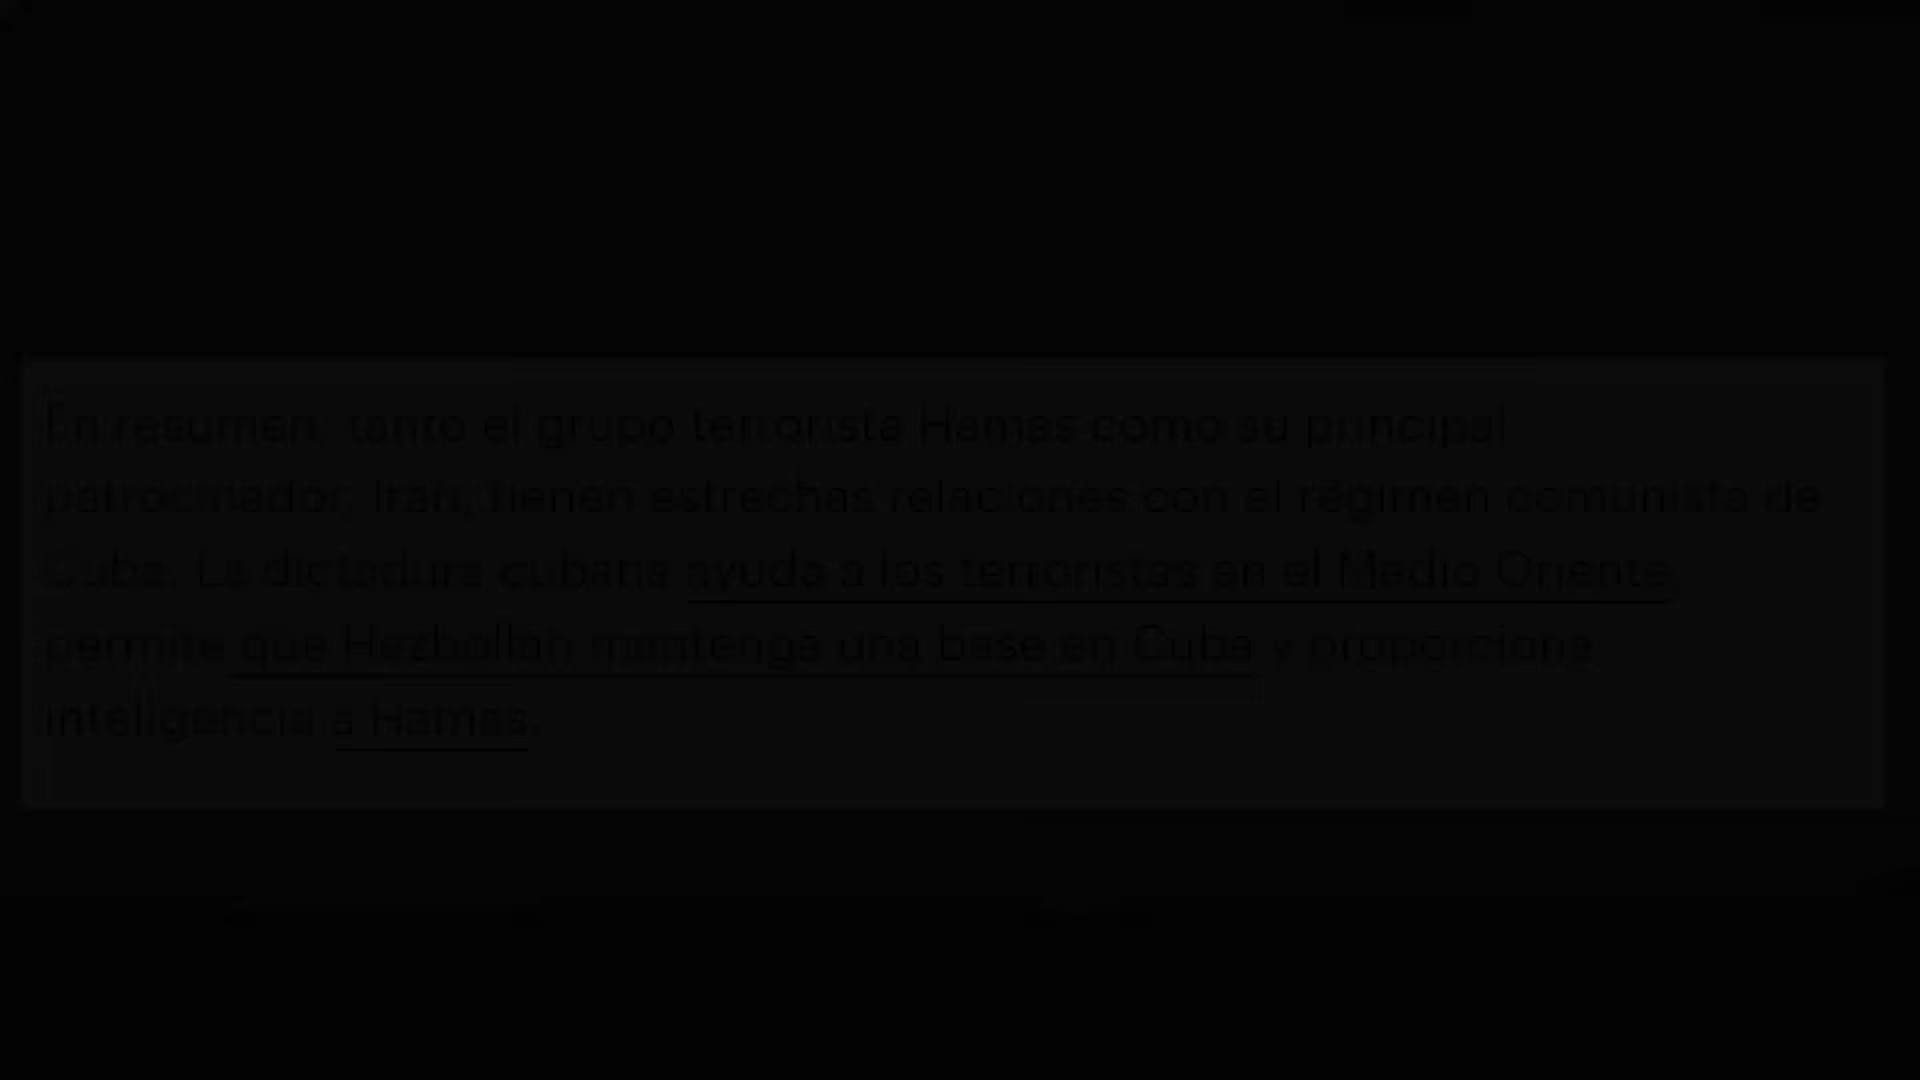 En resumen, tanto el grupo terrorista Hamas como su principal
patrocinador, Irán, tienen estrechas relaciones con el régimen comunista de
Cuba. La dictadura cubana ayuda a los terroristas en el Medio Oriente
permite que Hezbollah mantenga una base en Cuba y proporciona
inteligencia a Hamas.